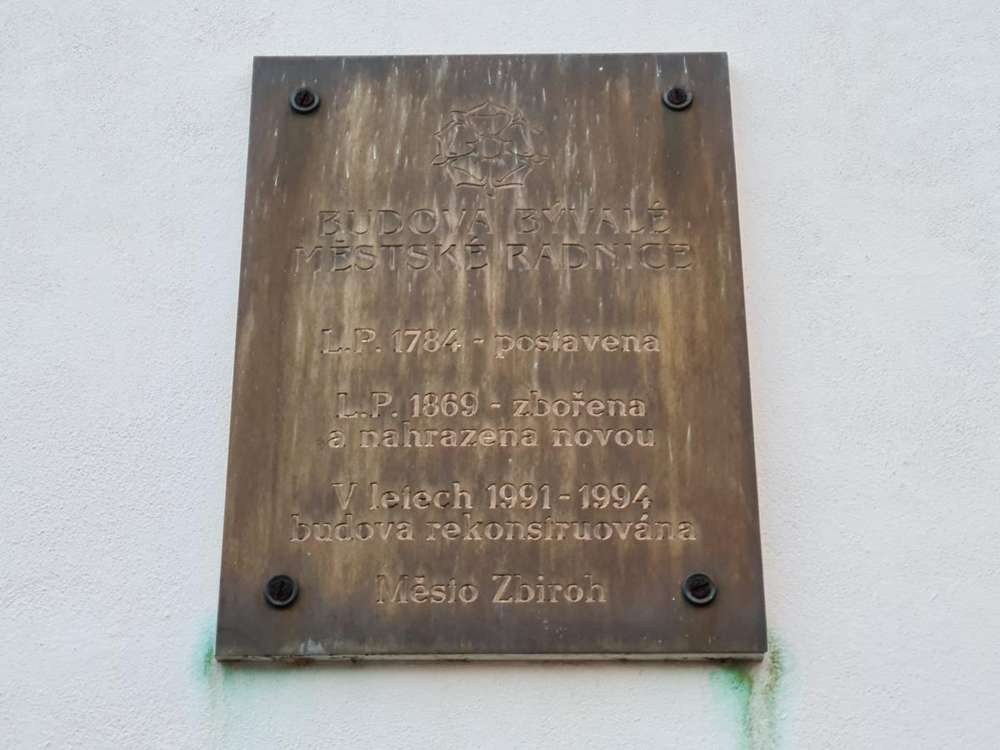 BUDOVA BÝVALÉ
MĚSTSKÉ RADNICE
L.P. 1784 - postavena
L.P. 1869 - zbořena
a nahrazena novou
V letech 1991-1994
budova rekonstruována
Město Zbiroh